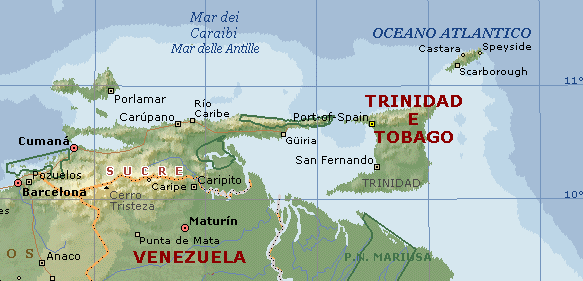 Mar dei
Caraibi
Mar delle Antille
OCEANO ATLANTICO
Castara
Speyside
Scarborough
11°
Porlamar
Río
Caribe
Carúpano
Port-of-Spain
TRINIDAD
E
TOBAGO
Cumaná
Güiria
San Fernando
TRINIDAD
SUCRE
Pozuelos
Barcelona
Cerro
Tristeza
Caripe
Caripito
10°
Maturín
Punta de Mata
VENEZUELA
P.N. MARIUSA
OS
Anaco